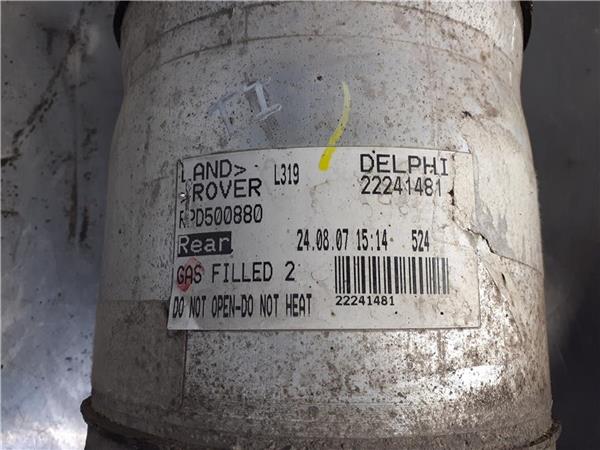 LAND>
-ROVER L319 DELPHI
22241481
RPD500880
Rear 24.08.07 15:14 524
GAS FILLED 2
DO NOT OPEN-DO NOT HEAT 22241481